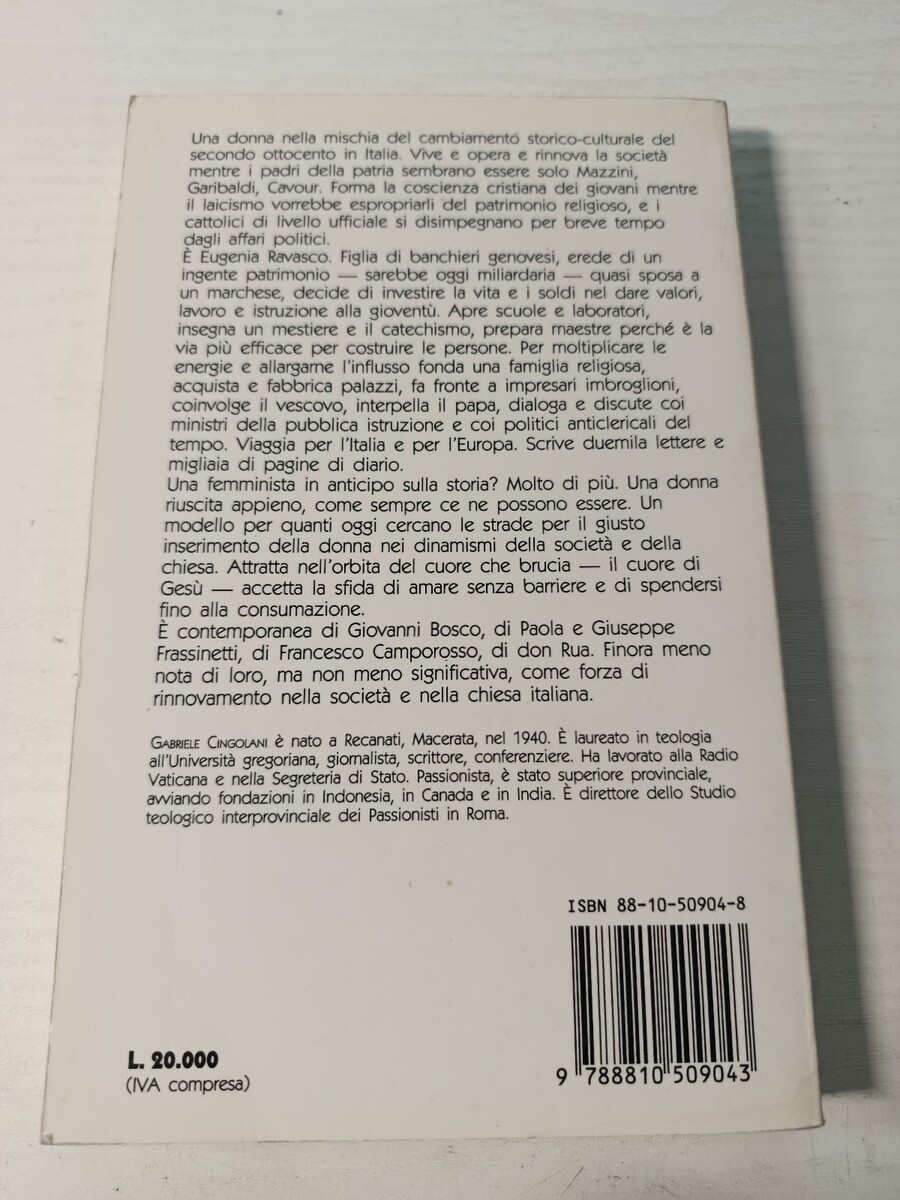 Una donna nella mischia del cambiamento storico-culturale del
secondo ottocento in Italia. Vive e opera e rinnova la società
mentre i padri della patria sembrano essere solo Mazzini,
Garibaldi, Cavour. Forma la coscienza cristiana dei giovani mentre
il laicismo vorrebbe espropriarli del patrimonio religioso, e i
cattolici di livello ufficiale si disimpegnano per breve tempo
dagli affari politici.
È Eugenia Ravasco. Figlia di banchieri genovesi, erede di un
ingente patrimonio — sarebbe oggi miliardaria — quasi sposa a
un marchese, decide di investire la vita e i soldi nel dare valori,
lavoro e istruzione alla gioventù. Apre scuole e laboratori,
insegna un mestiere e il catechismo, prepara maestre perché è la
via più efficace per costruire le persone. Per moltiplicare le
energie e allargarne l'influsso fonda una famiglia religiosa,
acquista e fabbrica palazzi, fa fronte a impresari imbroglioni,
coinvolge il vescovo, interpella il papa, dialoga e discute coi
ministri della pubblica istruzione e coi politici anticlericali del
tempo. Viaggia per l'Italia e per l'Europa. Scrive duemila lettere e
migliaia di pagine di diario.
Una femminista in anticipo sulla storia? Molto di più. Una donna
riuscita appieno, come sempre ce ne possono essere. Un
modello per quanti oggi cercano le strade per il giusto
inserimento della donna nei dinamismi della società e della
chiesa. Attratta nell'orbita del cuore che brucia — il cuore di
Gesù — accetta la sfida di amare senza barriere e di spendersi
fino alla consumazione.
È contemporanea di Giovanni Bosco, di Paola e Giuseppe
Frassinetti, di Francesco Camporosso, di don Rua. Finora meno
nota di loro, ma non meno significativa, come forza di
rinnovamento nella società e nella chiesa italiana.
GABRIELE CINGOLANI è nato a Recanati, Macerata, nel 1940. È laureato in teologia
all'Università gregoriana, giornalista, scrittore, conferenziere. Ha lavorato alla Radio
Vaticana e nella Segreteria di Stato. Passionista, è stato superiore provinciale,
avviando fondazioni in Indonesia, in Canada e in India. È direttore dello Studio
teologico interprovinciale dei Passionisti in Roma.
ISBN 88-10-50904-8
9 788810 509043
L. 20.000
(IVA compresa)